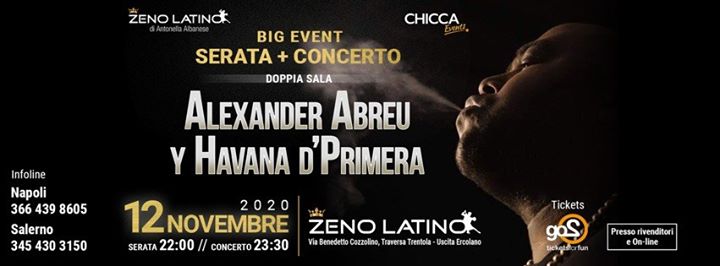 ZENO LATINO
di Antonella Albanese
CHICCA
Events
BIG EVENT
SERATA + CONCERTO
DOPPIA SALA
ALEXANDER ABREU
Y HAVANA D'PRIMERA
Infoline
Napoli
366 439 8605
Salerno
345 430 3150
2020
12 NOVEMBRE
SERATA 22:00 // CONCERTO 23:30
ZENO LATINO
Via Benedetto Cozzolino, Traversa Trentola - Uscita Ercolano
Tickets
go2
ticketsforfun
Presso rivenditori
e On-line